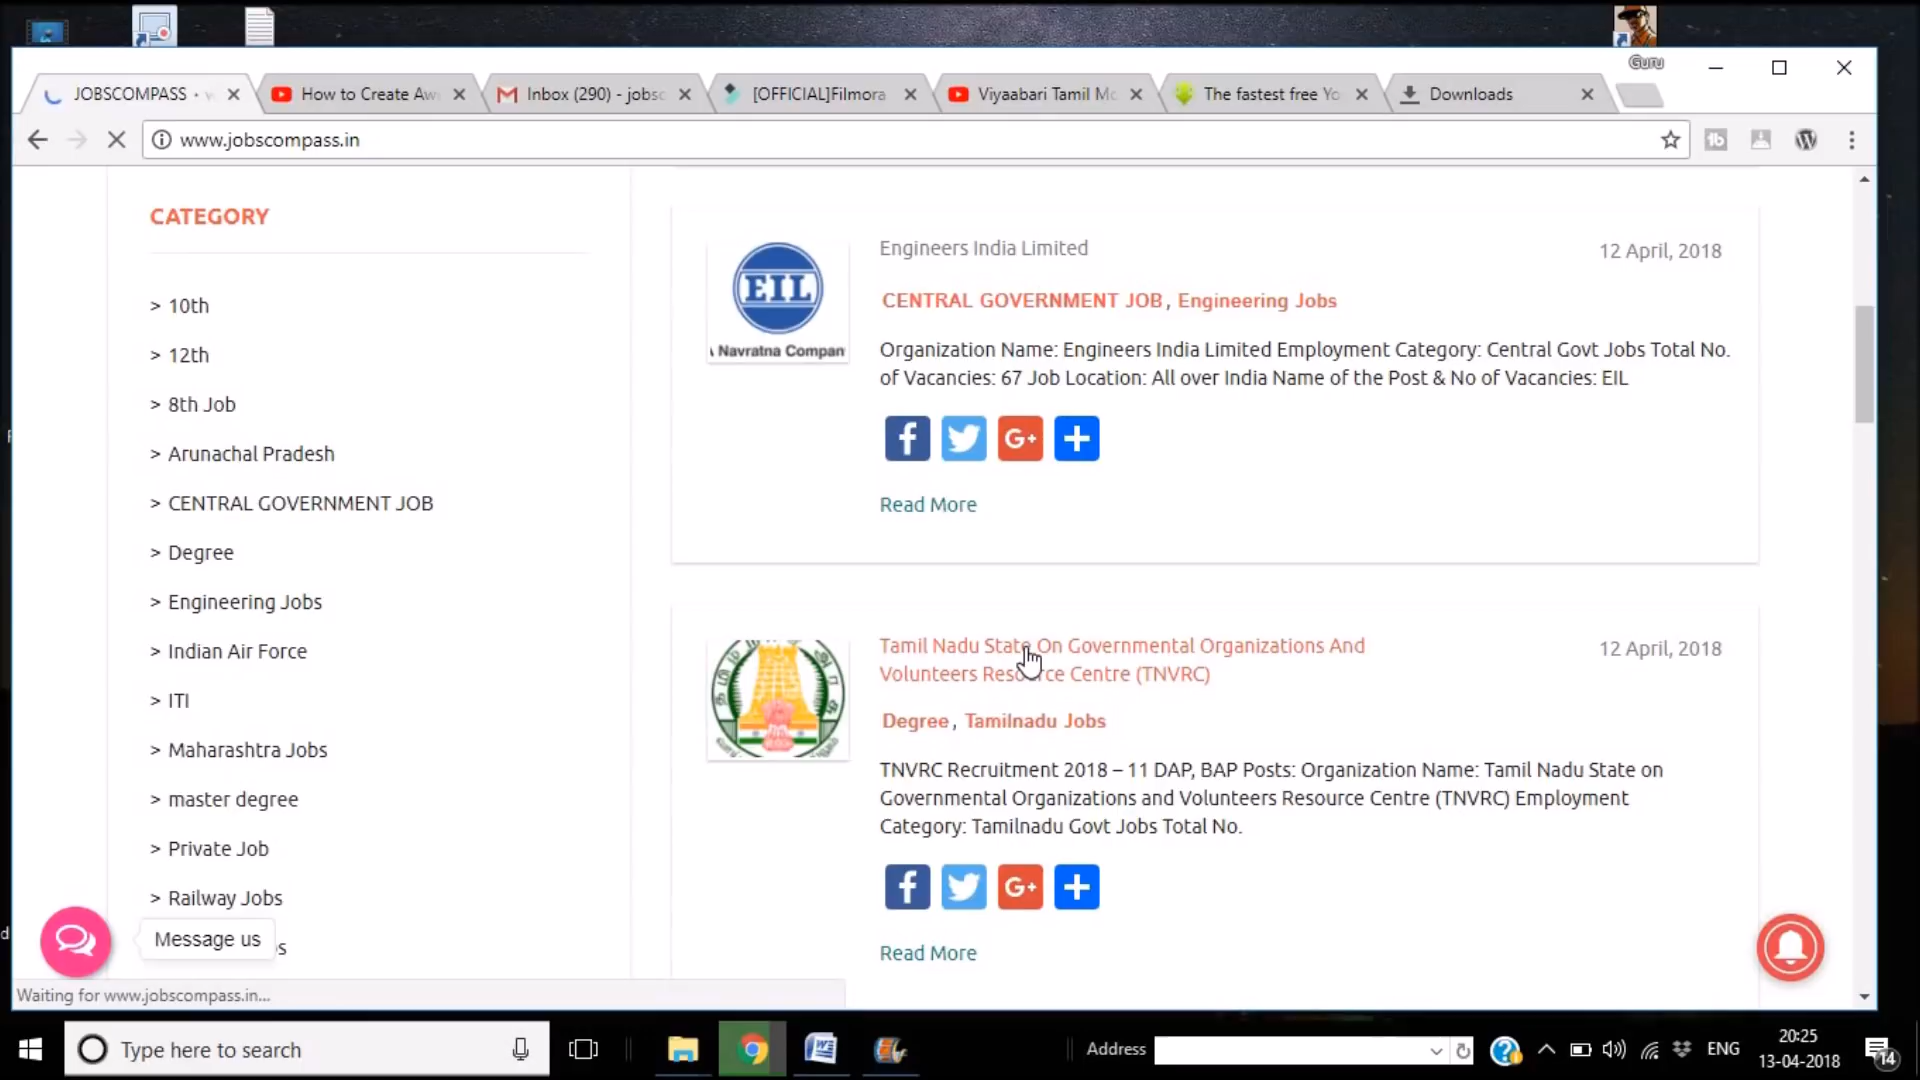 Guru
JOBSCOMPASS • w
How to Create Aw
Inbox (290) - jobsc
[OFFICIAL]Filmora
Viyaabari Tamil Mo
The fastest free Yo
Downloads
www.jobscompass.in
CATEGORY
> 10th
> 12th
> 8th Job
> Arunachal Pradesh
> CENTRAL GOVERNMENT JOB
> Degree
> Engineering Jobs
> Indian Air Force
> ITI
> Maharashtra Jobs
> master degree
> Private Job
> Railway Jobs
Message us
EIL
A Navratna Compan
Engineers India Limited
12 April, 2018
CENTRAL GOVERNMENT JOB, Engineering Jobs
Organization Name: Engineers India Limited Employment Category: Central Govt Jobs Total No.
of Vacancies: 67 Job Location: All over India Name of the Post & No of Vacancies: EIL
G+
Read More
Tamil Nadu State On Governmental Organizations And
Volunteers Resource Centre (TNVRC)
12 April, 2018
Degree, Tamilnadu Jobs
TNVRC Recruitment 2018 – 11 DAP, BAP Posts: Organization Name: Tamil Nadu State on
Governmental Organizations and Volunteers Resource Centre (TNVRC) Employment
Category: Tamilnadu Govt Jobs Total No.
G+
Read More
Waiting for www.jobscompass.in...
Type here to search
Address
ENG
20:25
13-04-2018
14